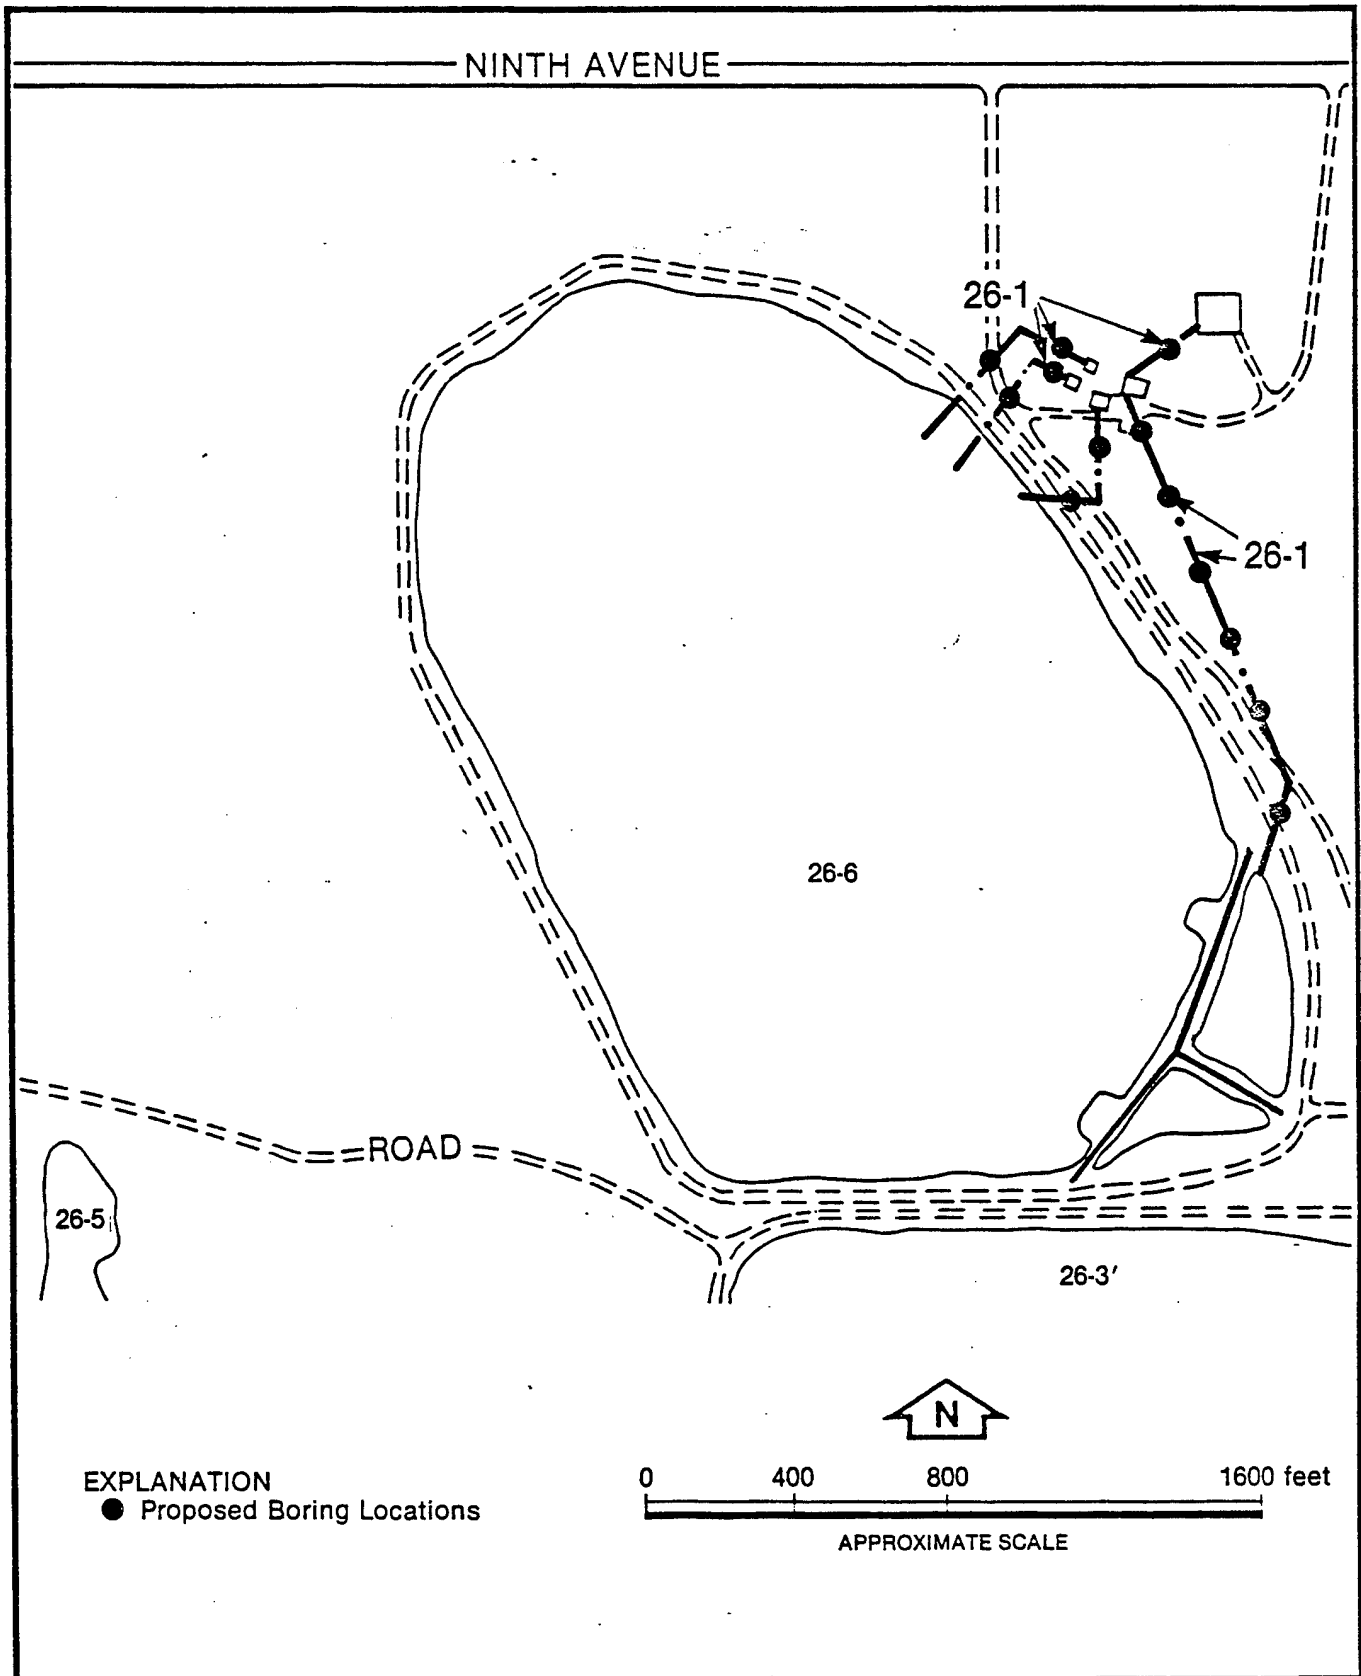 NINTH AVENUE
26-1
26-1
26-6
ROAD
26-5
26-3'
N
EXPLANATION
Proposed Boring Locations
0 400 800 1600 feet
APPROXIMATE SCALE